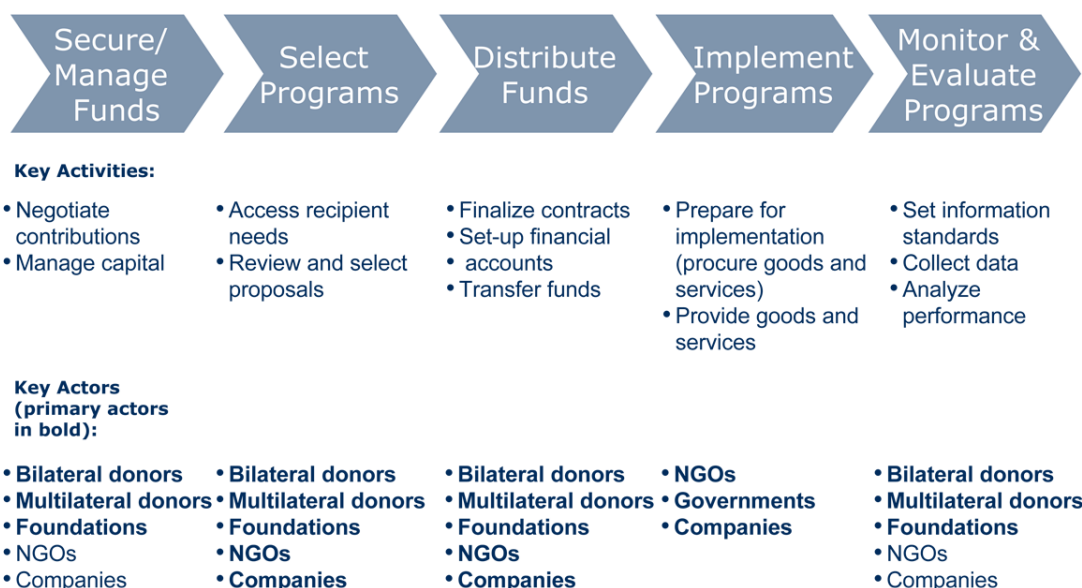 Secure/
Manage
Funds
Select
Programs
Distribute
Funds
Implement
Programs
Monitor &
Evaluate
Programs
Key Activities:
• Negotiate
contributions
• Manage capital
• Access recipient
needs
• Review and select
proposals
• Finalize contracts
• Set-up financial
• accounts
• Transfer funds
• Prepare for
implementation
(procure goods and
services)
• Provide goods and
services
• Set information
standards
• Collect data
• Analyze
performance
Key Actors
(primary actors
in bold):
• Bilateral donors
• Multilateral donors
• Foundations
• NGOs
• Companies
• Bilateral donors
• Multilateral donors
• Foundations
• NGOs
• Companies
• Bilateral donors
• Multilateral donors
• Foundations
• NGOs
• Companies
• NGOs
• Governments
• Companies
• Bilateral donors
• Multilateral donors
• Foundations
• NGOs
• Companies